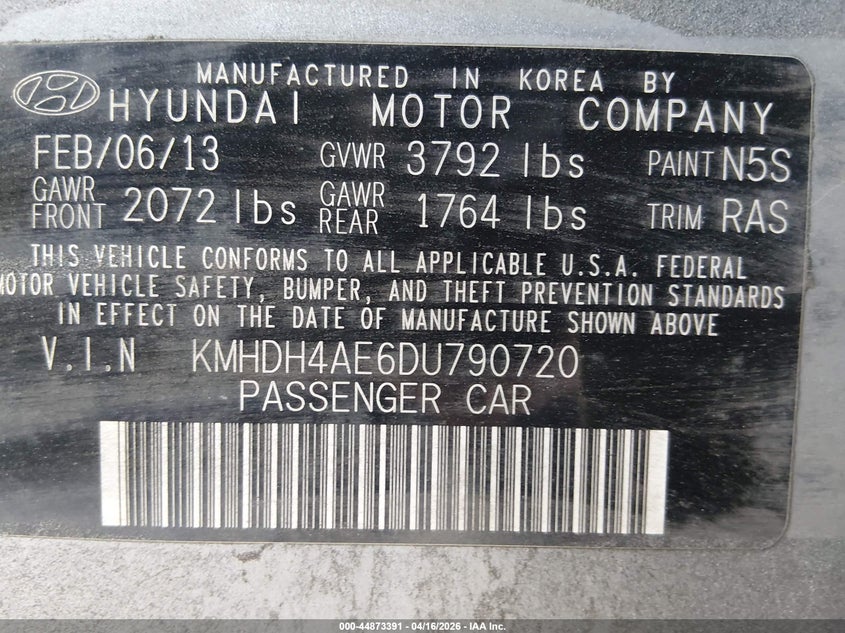 MANUFACTURED IN KOREA BY
HYUNDAI MOTOR COMPANY
FEB/06/13 GVWR 3792 lbs PAINT N5S
GAWR FRONT 2072 lbs GAWR REAR 1764 lbs TRIM RAS
THIS VEHICLE CONFORMS TO ALL APPLICABLE U.S.A. FEDERAL
MOTOR VEHICLE SAFETY, BUMPER, AND THEFT PREVENTION STANDARDS
IN EFFECT ON THE DATE OF MANUFACTURE SHOWN ABOVE
V.I.N KMHDH4AE6DU790720
PASSENGER CAR
000-44873391 - 04/16/2026 - IAA Inc.